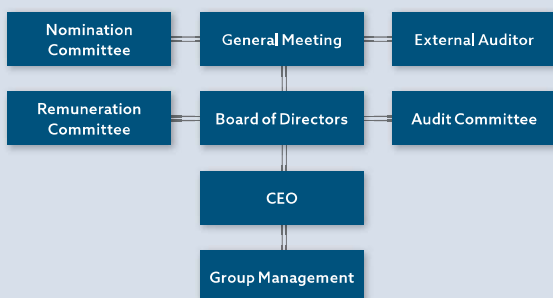 Nomination
Committee
General Meeting
External Auditor
Remuneration
Committee
Board of Directors
Audit Committee
CEO
Group Management